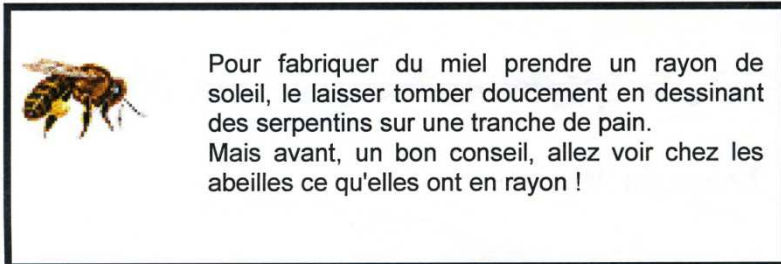 Pour fabriquer du miel prendre un rayon de
soleil, le laisser tomber doucement en dessinant
des serpentins sur une tranche de pain.
Mais avant, un bon conseil, allez voir chez les
abeilles ce qu'elles ont en rayon !